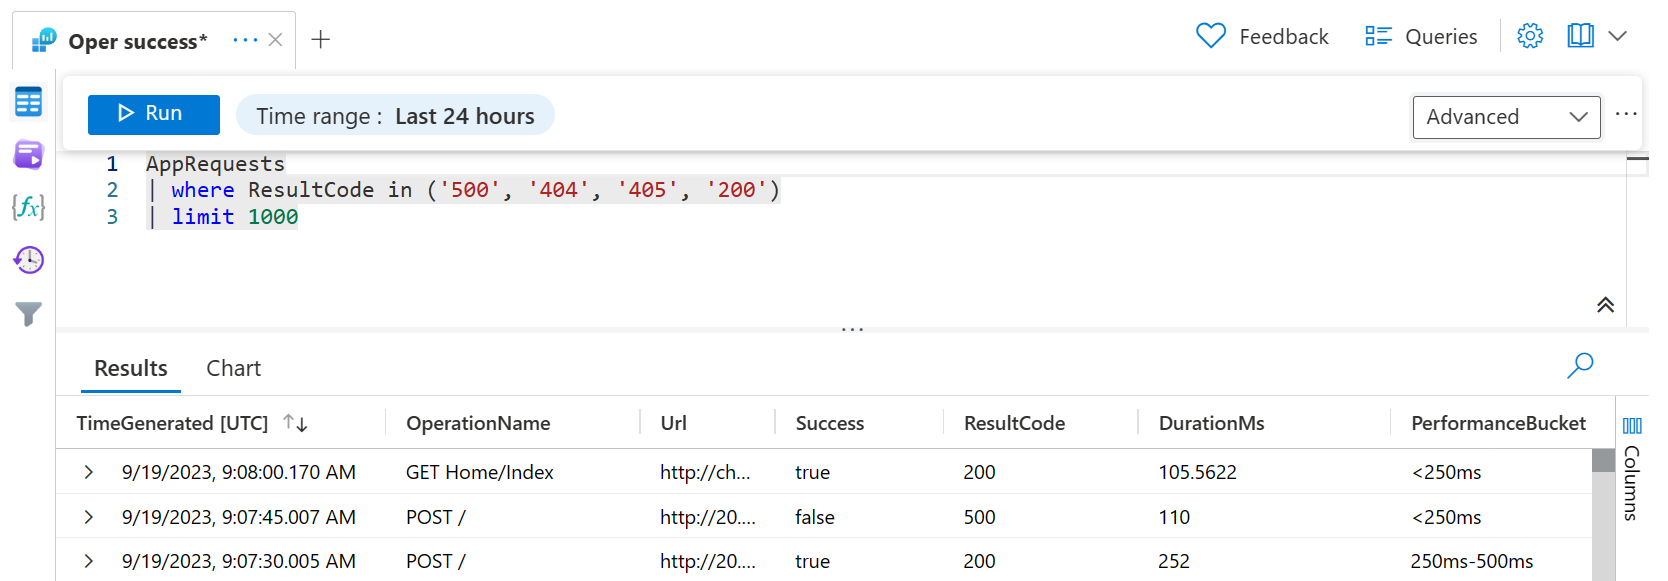 Oper success* ··· × +
Feedback Queries
Run Time range : Last 24 hours Advanced ···
1 AppRequests
2 | where ResultCode in ('500', '404', '405', '200')
3 | limit 1000
{fx}
···
Results Chart
TimeGenerated [UTC] ↑↓ OperationName Url Success ResultCode DurationMs PerformanceBucket
9/19/2023, 9:08:00.170 AM GET Home/Index http://ch... true 200 105.5622 <250ms
9/19/2023, 9:07:45.007 AM POST / http://20.... false 500 110 <250ms
9/19/2023, 9:07:30.005 AM POST / http://20.... true 200 252 250ms-500ms
Columns